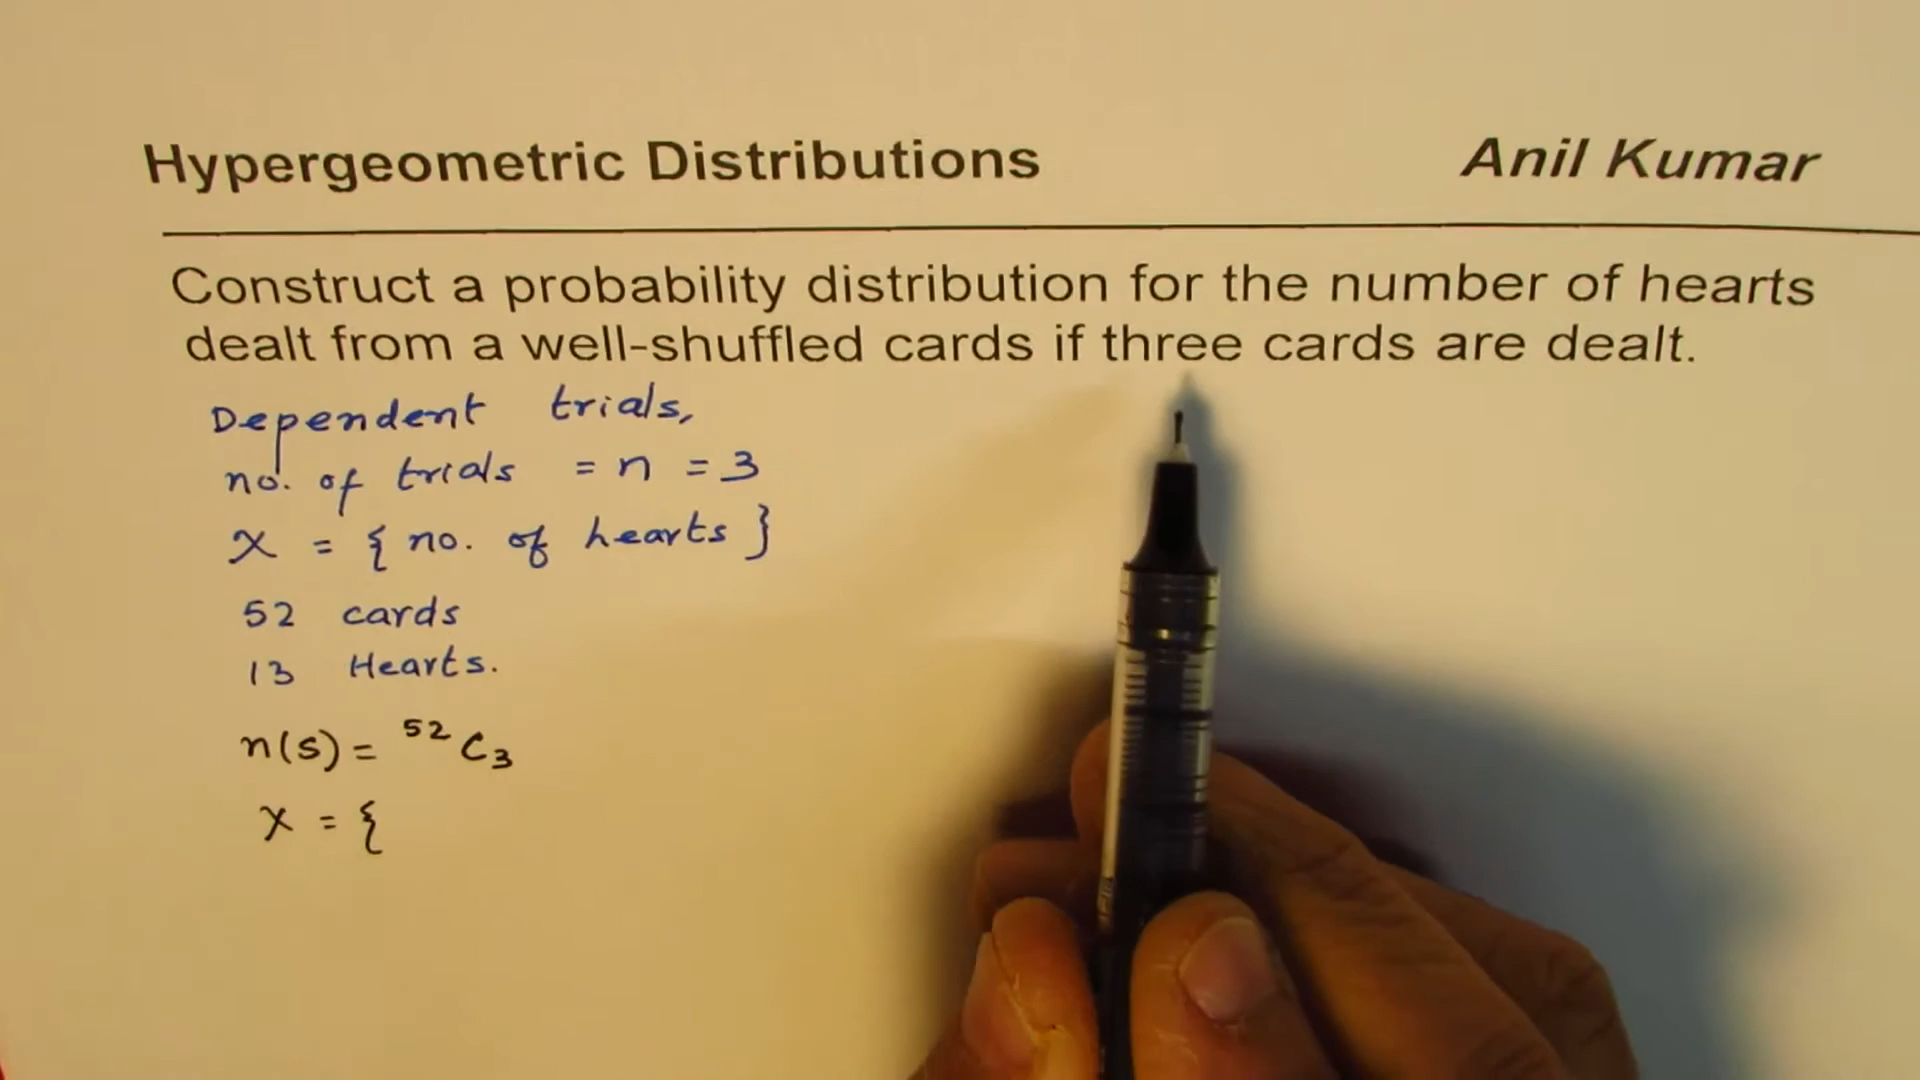 Hypergeometric Distributions Anil Kumar
Construct a probability distribution for the number of hearts
dealt from a well-shuffled cards if three cards are dealt.
Dependent trials,
no. of trials = n = 3
X = { no. of hearts }
52 cards
13 Hearts.
n(s) = ⁵²C₃
X = {